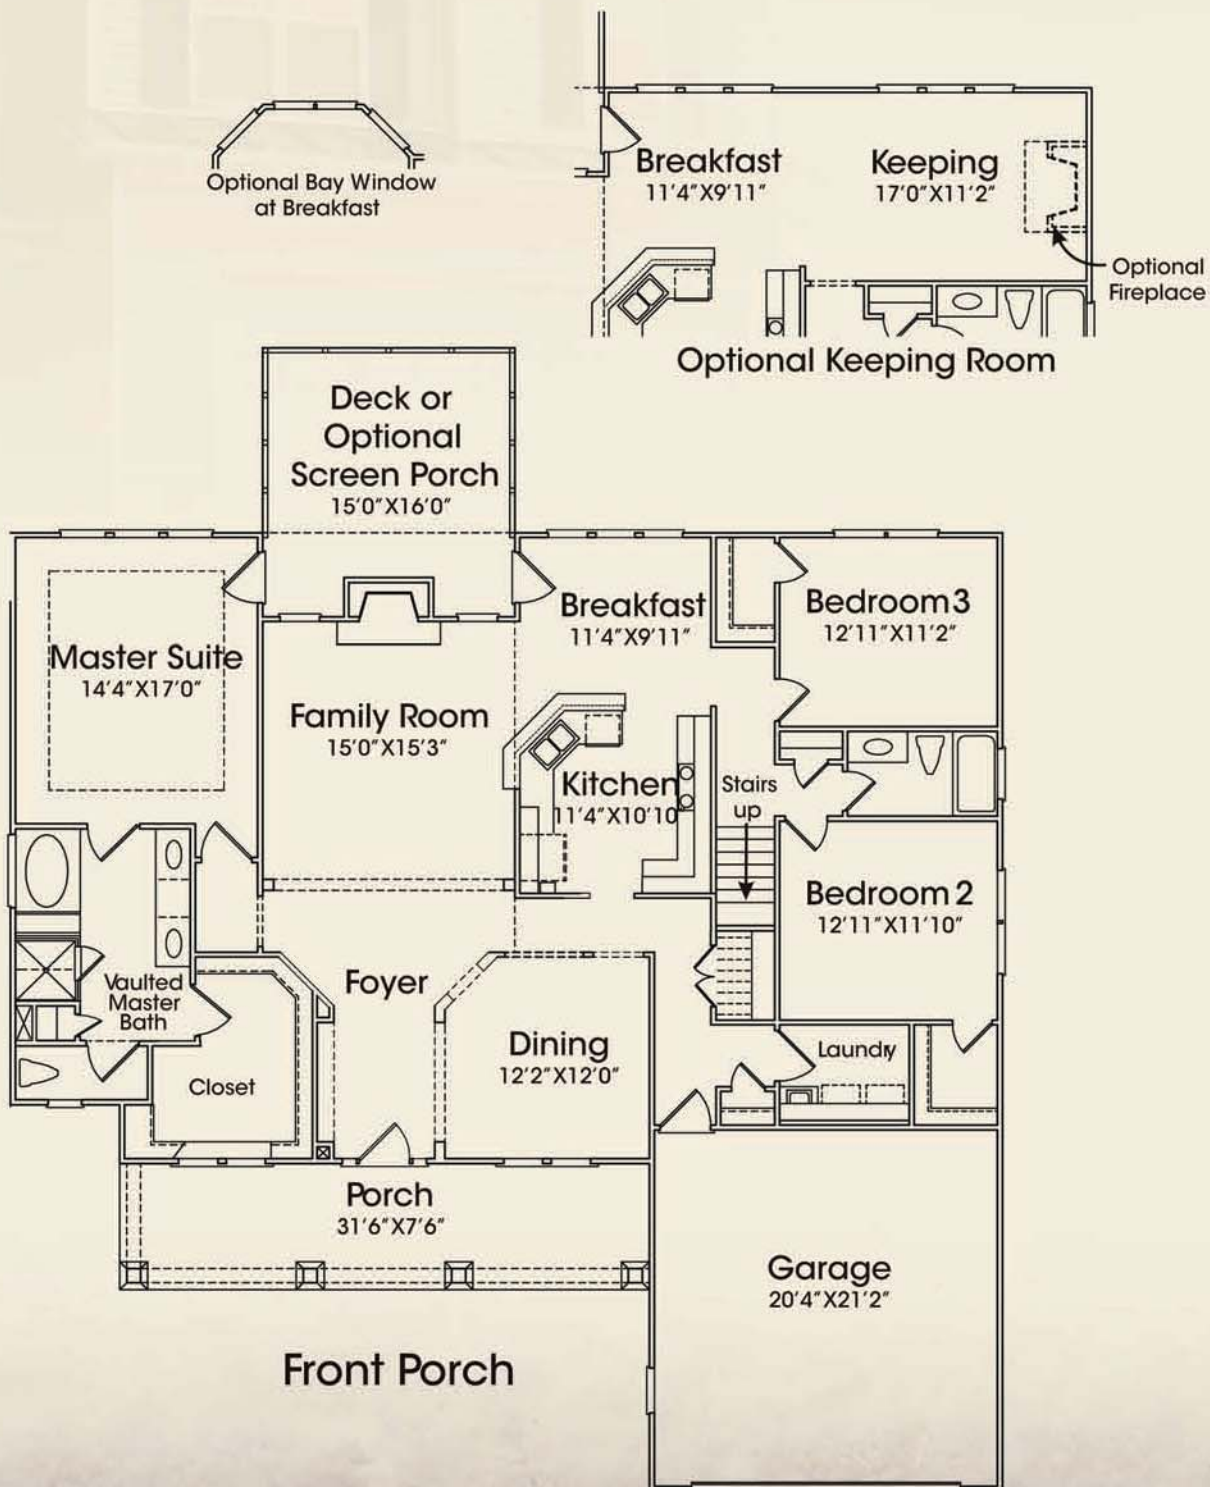 Optional Bay Window
at Breakfast
Breakfast
11'4"X9'11"
Keeping
17'0"X11'2"
Optional
Fireplace
Optional Keeping Room
Deck or
Optional
Screen Porch
15'0"X16'0"
Master Suite
14'4"X17'0"
Family Room
15'0"X15'3"
Breakfast
11'4"X9'11"
Bedroom 3
12'11"X11'2"
Kitchen
11'4"X10'10
Stairs
up
Bedroom 2
12'11"X11'10"
Vaulted
Master
Bath
Foyer
Closet
Dining
12'2"X12'0"
Laundry
Porch
31'6"X7'6"
Garage
20'4"X21'2"
Front Porch